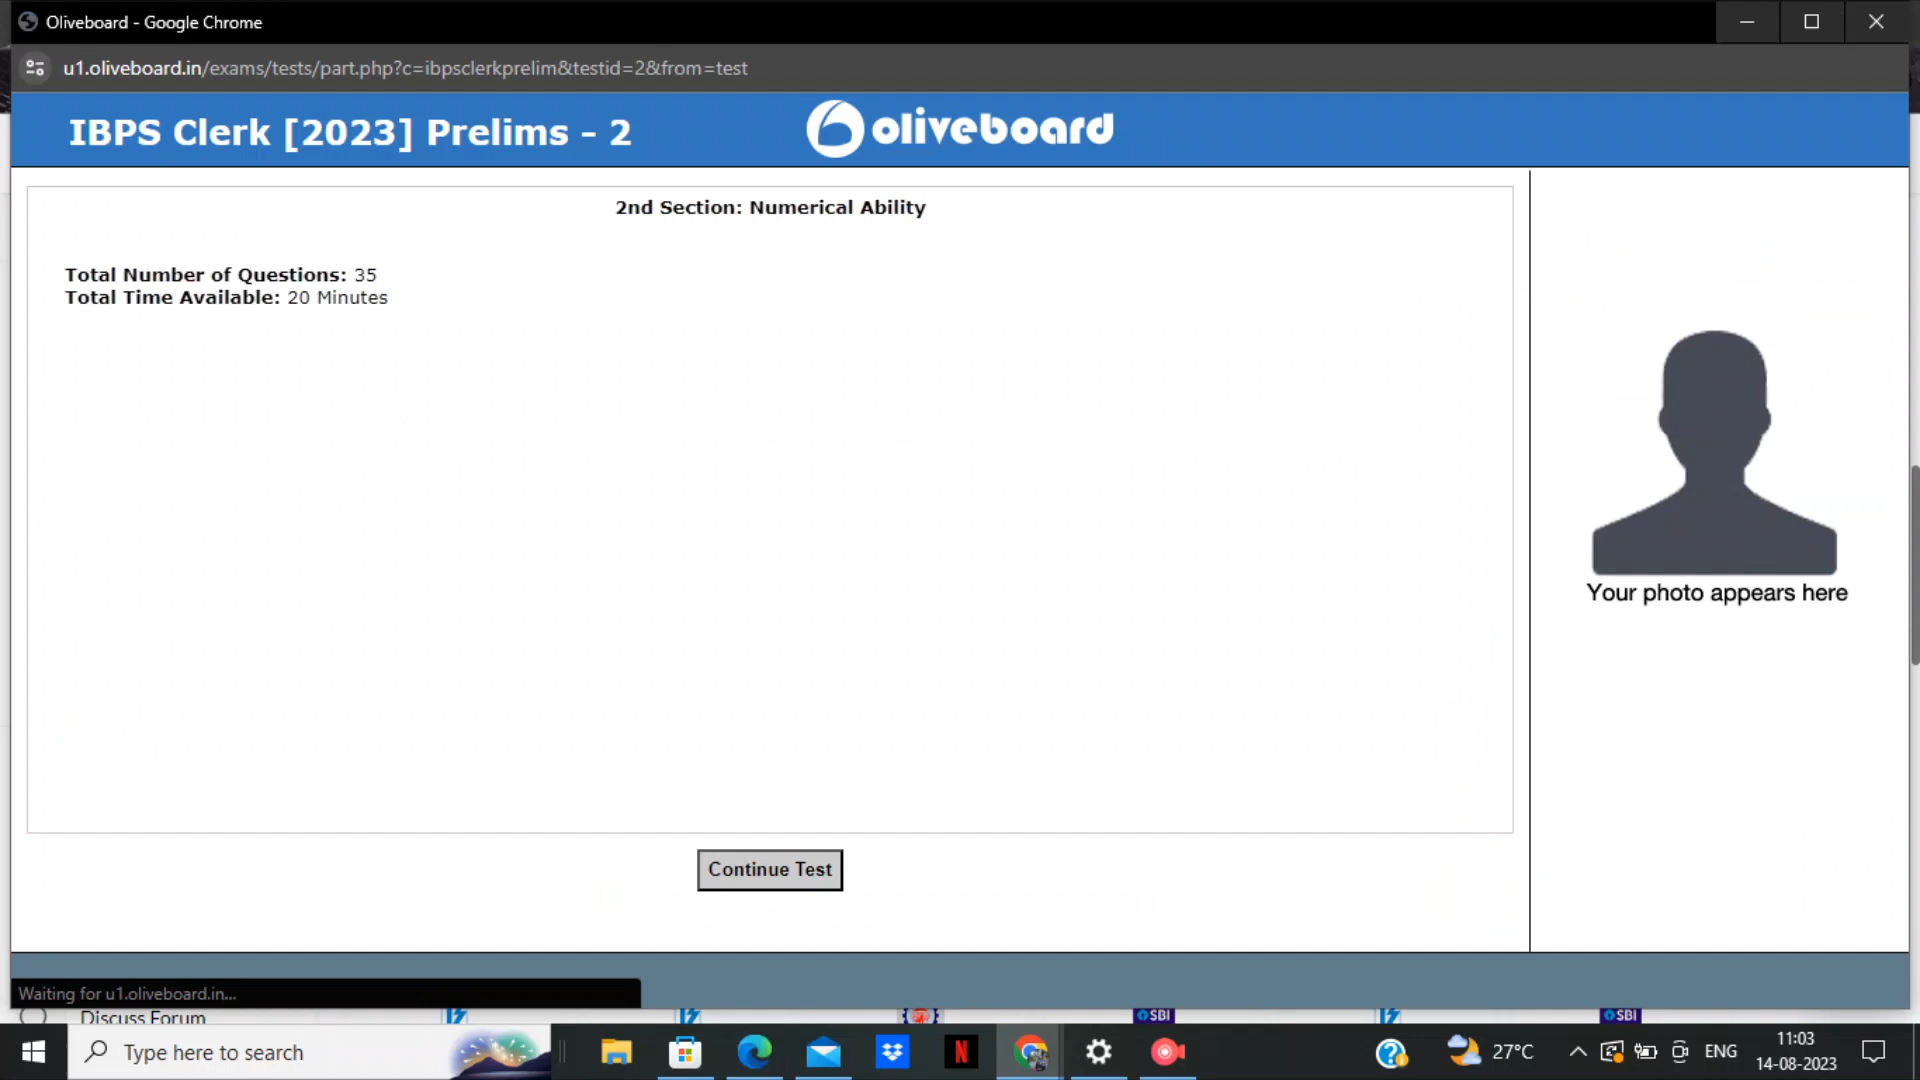 Oliveboard - Google Chrome
u1.oliveboard.in/exams/tests/part.php?c=ibpsclerkprelim&testid=2&from=test
IBPS Clerk [2023] Prelims - 2
oliveboard
2nd Section: Numerical Ability
Total Number of Questions: 35
Total Time Available: 20 Minutes
Your photo appears here
Continue Test
Waiting for u1.oliveboard.in...
Discuss Forum
SBI
SBI
Type here to search
27°C
ENG
11:03
14-08-2023